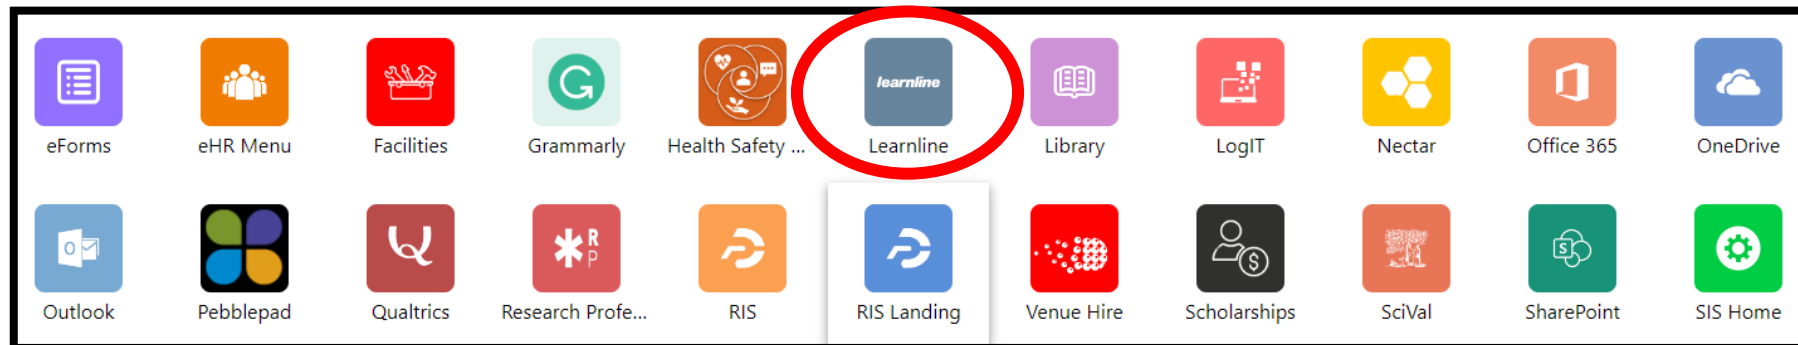 learnline
eForms eHR Menu Facilities Grammarly Health Safety ... Learnline Library LogIT Nectar Office 365 OneDrive
R
P
Outlook Pebblepad Qualtrics Research Profe... RIS RIS Landing Venue Hire Scholarships SciVal SharePoint SIS Home